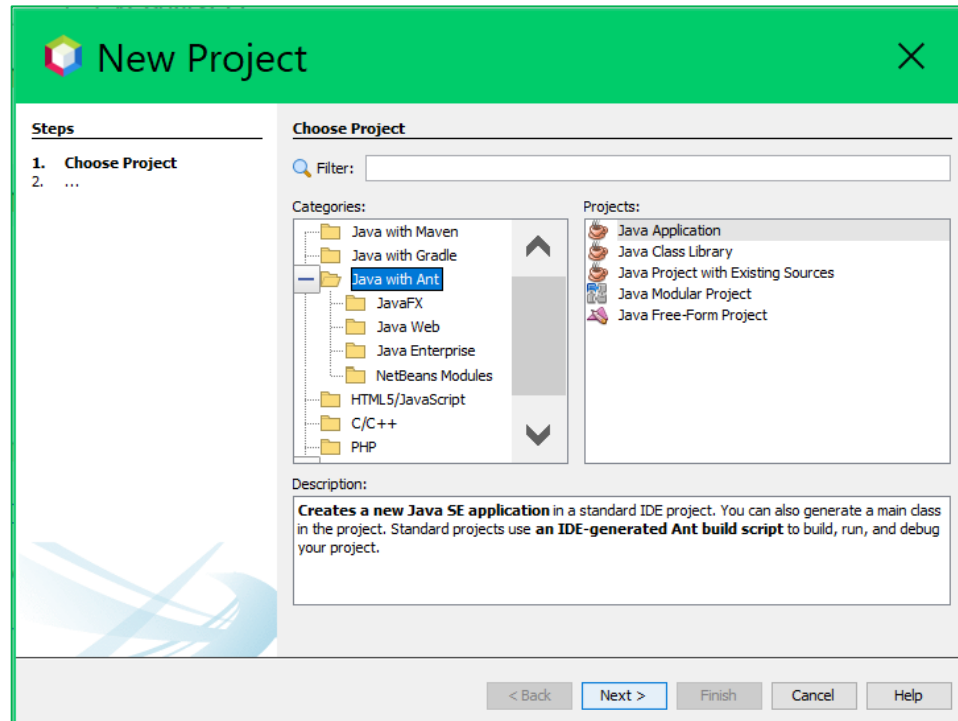 New Project
Steps
1. Choose Project
2. ...
Choose Project
Filter:
Categories:
Java with Maven
Java with Gradle
Java with Ant
JavaFX
Java Web
Java Enterprise
NetBeans Modules
HTML5/JavaScript
C/C++
PHP
Projects:
Java Application
Java Class Library
Java Project with Existing Sources
Java Modular Project
Java Free-Form Project
Description:
Creates a new Java SE application in a standard IDE project. You can also generate a main class
in the project. Standard projects use an IDE-generated Ant build script to build, run, and debug
your project.
< Back
Next >
Finish
Cancel
Help